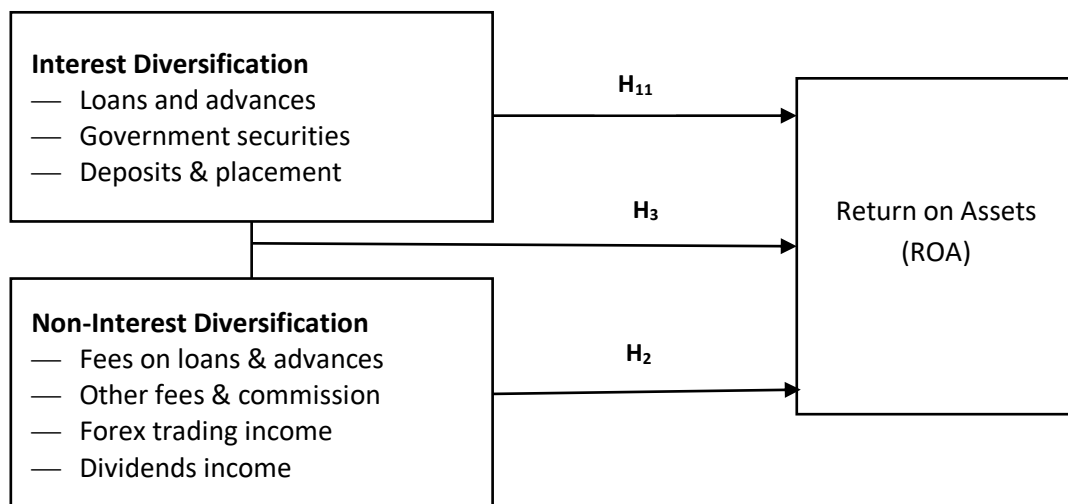 Interest Diversification
— Loans and advances
— Government securities
— Deposits & placement
H₁₁
H₃
Return on Assets
(ROA)
Non-Interest Diversification
— Fees on loans & advances
— Other fees & commission
— Forex trading income
— Dividends income
H₂